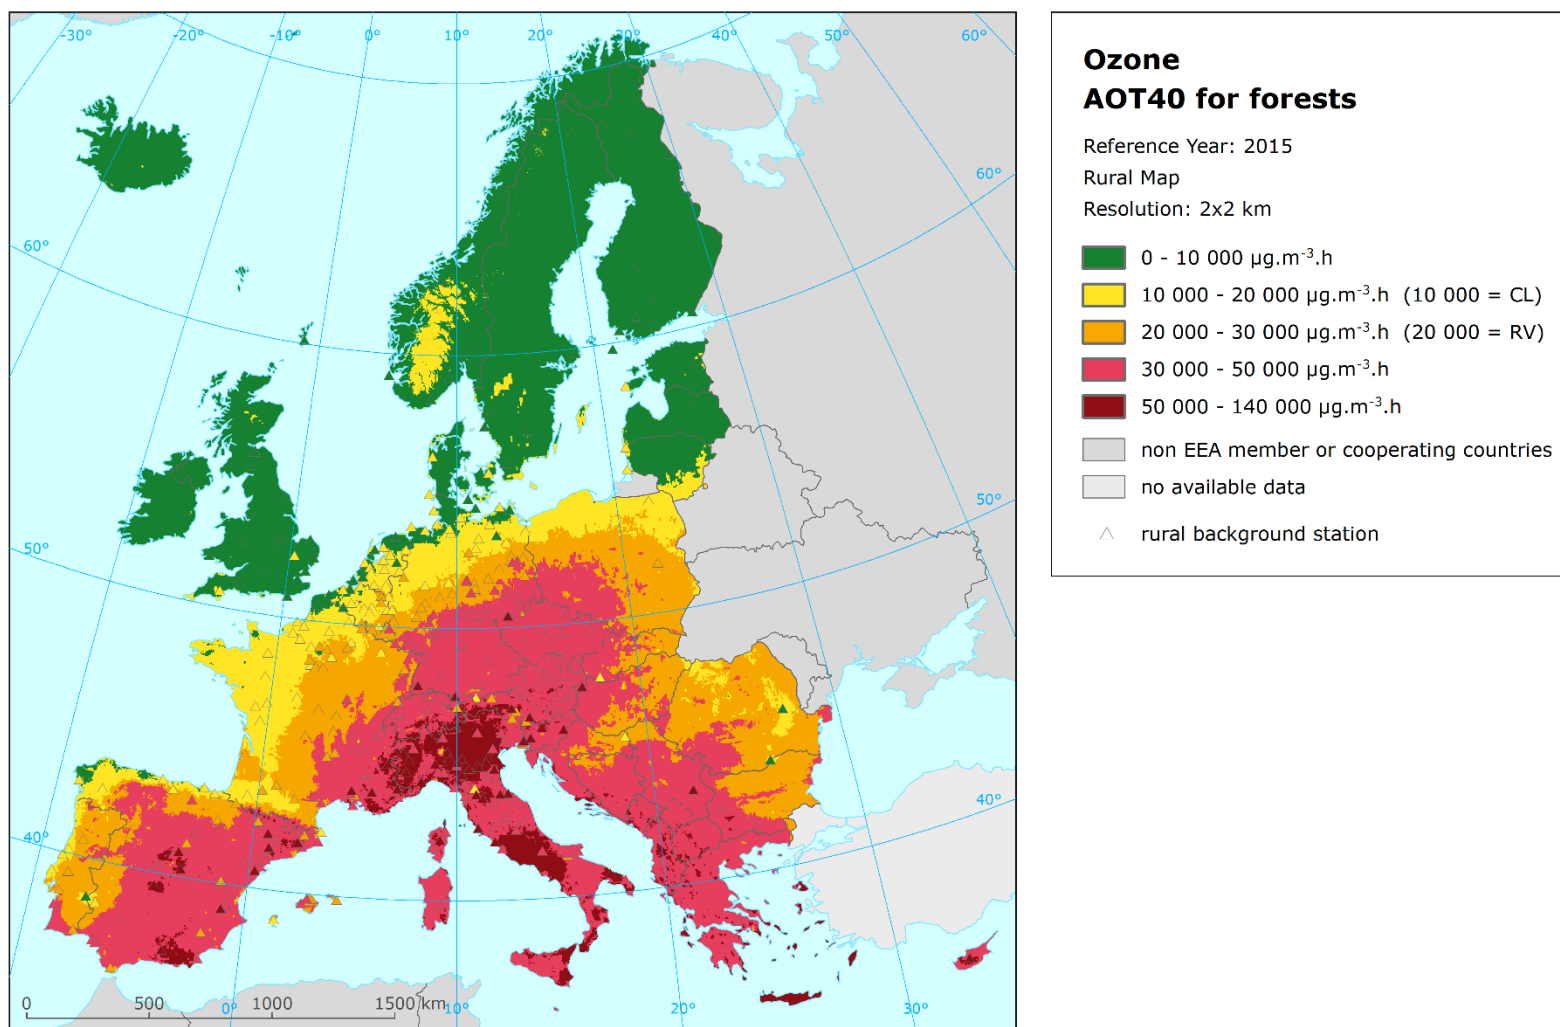 -30° -20° -10° 0° 10° 20° 30° 40° 50° 60°
60°
60°
50°
50°
40°
40°
0 500 1000 1500 km
0° 10° 20° 30°
Ozone
AOT40 for forests
Reference Year: 2015
Rural Map
Resolution: 2x2 km
0 - 10 000 µg.m⁻³.h
10 000 - 20 000 µg.m⁻³.h (10 000 = CL)
20 000 - 30 000 µg.m⁻³.h (20 000 = RV)
30 000 - 50 000 µg.m⁻³.h
50 000 - 140 000 µg.m⁻³.h
non EEA member or cooperating countries
no available data
rural background station